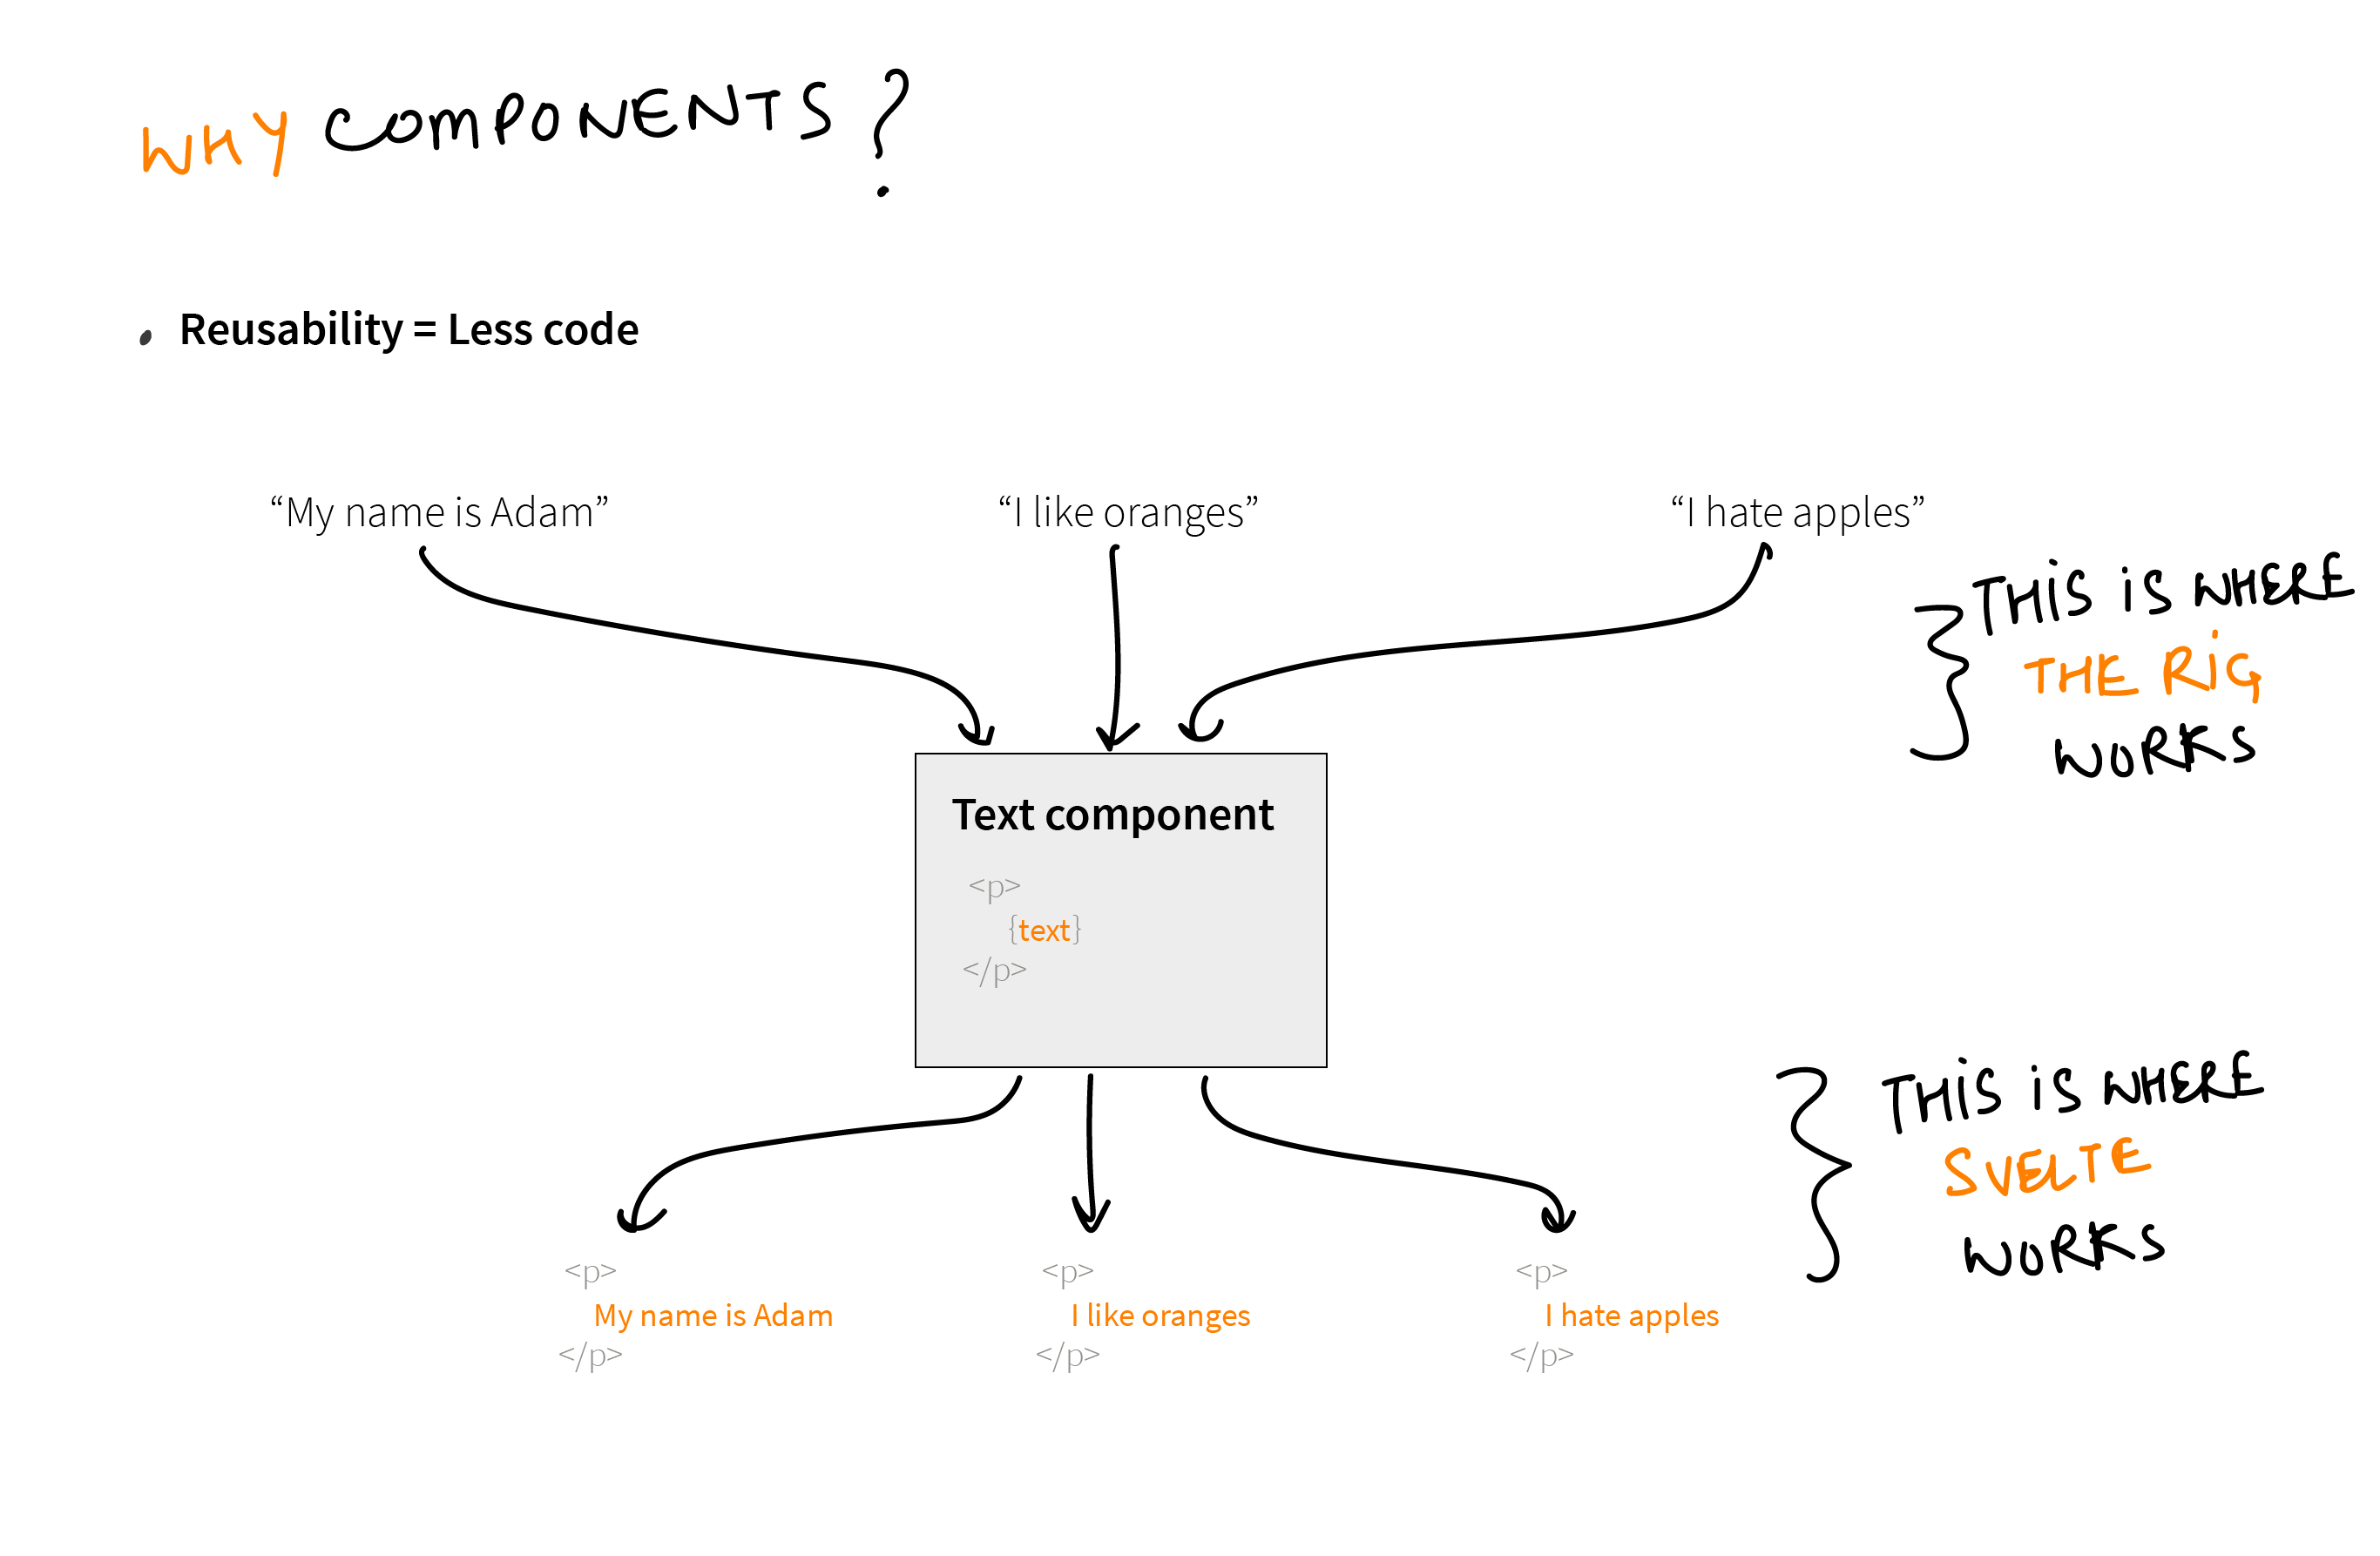 WHY COMPONENTS ?
Reusability = Less code
“My name is Adam”
“I like oranges”
“I hate apples”
THIS IS WHERE
THE RIG
WORKS
Text component
<p>
{text}
</p>
THIS IS WHERE
SVELTE
WORKS
<p>
My name is Adam
</p>
<p>
I like oranges
</p>
<p>
I hate apples
</p>